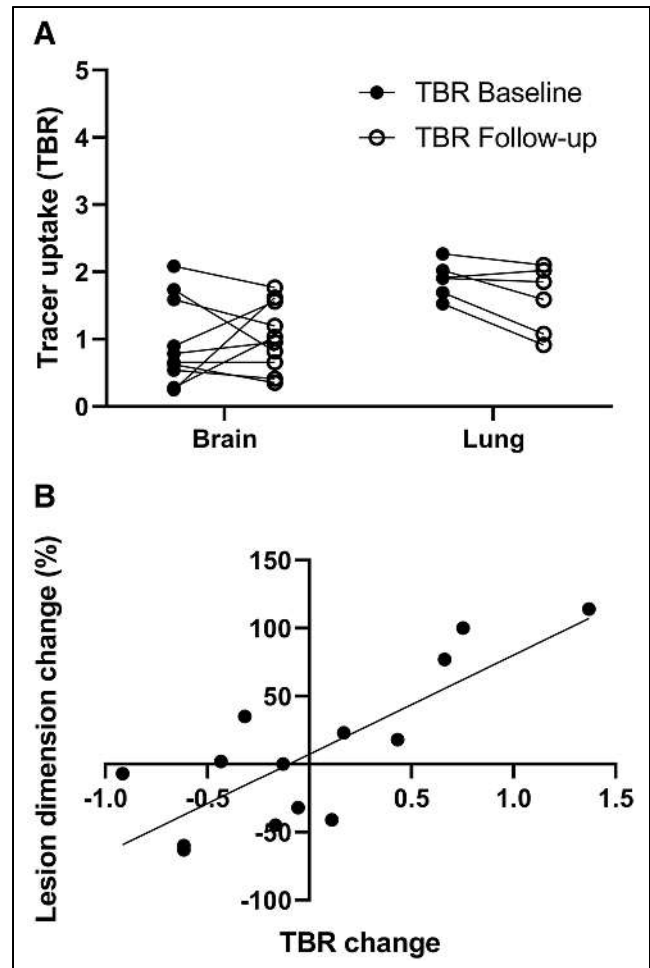 A
Tracer uptake (TBR)
5
4
3
2
1
0
TBR Baseline
TBR Follow-up
Brain Lung
B
Lesion dimension change (%)
150
100
50
-50
-100
-1.0 -0.5 0.5 1.0 1.5
TBR change